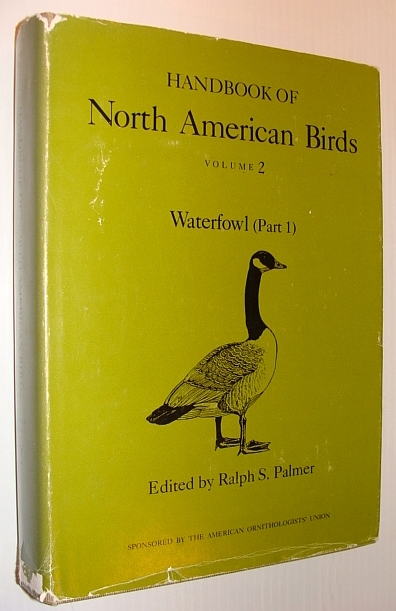 HANDBOOK OF
North American Birds
VOLUME 2
Waterfowl (Part 1)
Edited by Ralph S. Palmer
SPONSORED BY THE AMERICAN ORNITHOLOGISTS' UNION